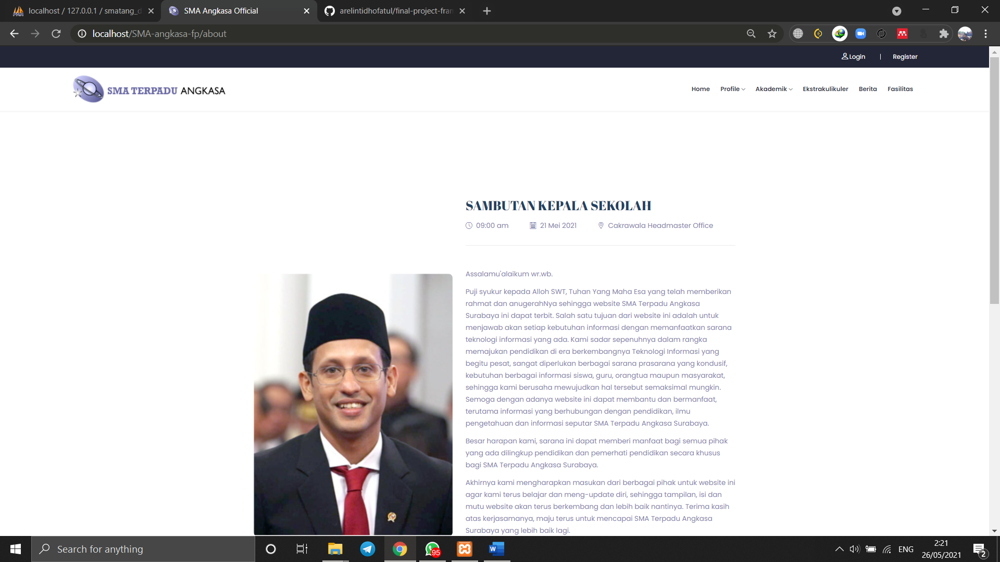 localhost / 127.0.0.1 / smatang_d
SMA Angkasa Official
arelintidhofatul/final-project-fran
localhost/SMA-angkasa-fp/about
Login | Register
SMA TERPADU ANGKASA
Home Profile Akademik Ekstrakulikuler Berita Fasilitas
SAMBUTAN KEPALA SEKOLAH
09:00 am 21 Mei 2021 Cakrawala Headmaster Office
Assalamu'alaikum wr.wb.
Puji syukur kepada Alloh SWT, Tuhan Yang Maha Esa yang telah memberikan
rahmat dan anugerahNya sehingga website SMA Terpadu Angkasa
Surabaya ini dapat terbit. Salah satu tujuan dari website ini adalah untuk
menjawab akan setiap kebutuhan informasi dengan memanfaatkan sarana
teknologi informasi yang ada. Kami sadar sepenuhnya dalam rangka
memajukan pendidikan di era berkembangnya Teknologi Informasi yang
begitu pesat, sangat diperlukan berbagai sarana prasarana yang kondusif,
kebutuhan berbagai informasi siswa, guru, orangtua maupun masyarakat,
sehingga kami berusaha mewujudkan hal tersebut semaksimal mungkin.
Semoga dengan adanya website ini dapat membantu dan bermanfaat,
terutama informasi yang berhubungan dengan pendidikan, ilmu
pengetahuan dan informasi seputar SMA Terpadu Angkasa Surabaya.
Besar harapan kami, sarana ini dapat memberi manfaat bagi semua pihak
yang ada dilingkup pendidikan dan pemerhati pendidikan secara khusus
bagi SMA Terpadu Angkasa Surabaya.
Akhirnya kami mengharapkan masukan dari berbagai pihak untuk website ini
agar kami terus belajar dan meng-update diri, sehingga tampilan, isi dan
mutu website akan terus berkembang dan lebih baik nantinya. Terima kasih
atas kerjasamanya, maju terus untuk mencapai SMA Terpadu Angkasa
Surabaya yang lebih baik lagi.
Search for anything
95
ENG
2:21
26/05/2021
2